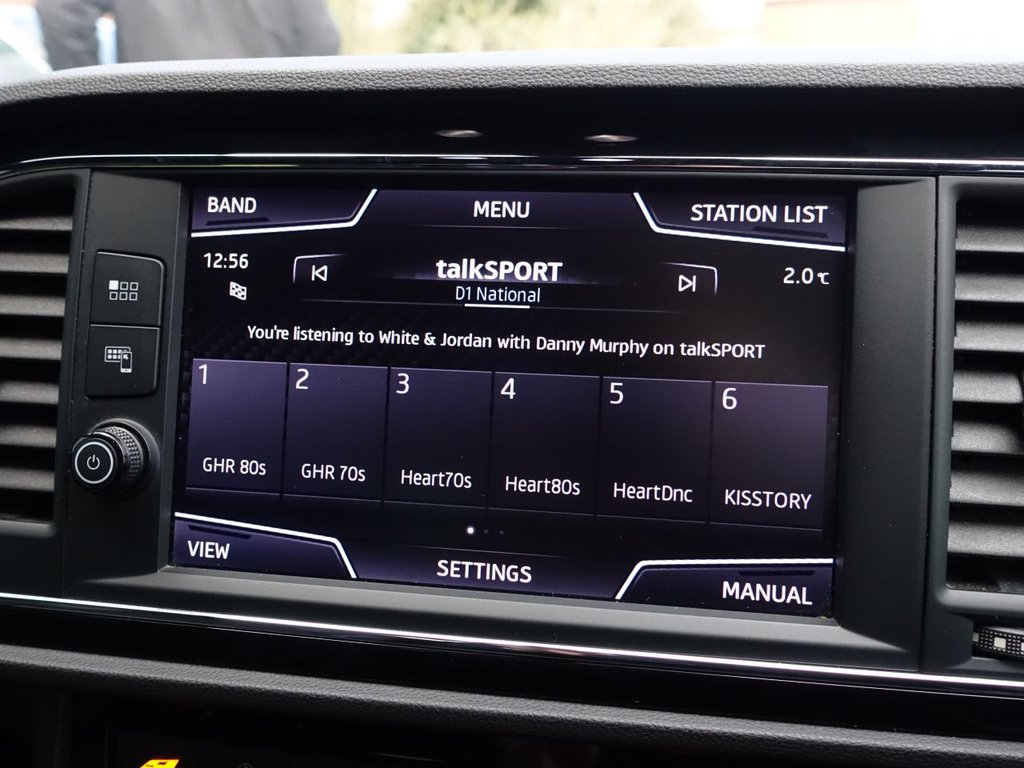 BAND
MENU
STATION LIST
12:56
talkSPORT
2.0 °C
D1 National
You're listening to White & Jordan with Danny Murphy on talkSPORT
1
2
3
4
5
6
GHR 80s
GHR 70s
Heart70s
Heart80s
HeartDnc
KISSTORY
VIEW
SETTINGS
MANUAL